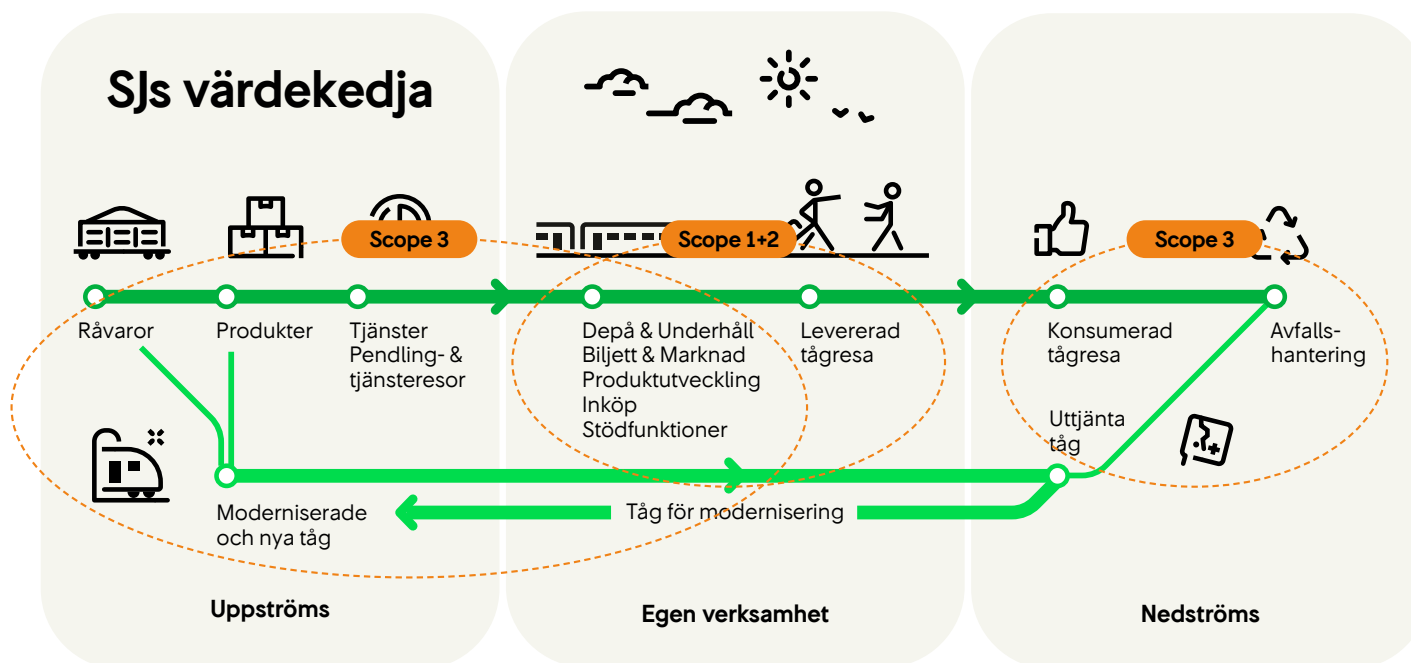 SJs värdekedja
Scope 3
Scope 1+2
Scope 3
Råvaror
Produkter
Tjänster
Pendling- &
tjänsteresor
Depå & Underhåll
Biljett & Marknad
Produktutveckling
Inköp
Stödfunktioner
Levererad
tågresa
Konsumerad
tågresa
Avfalls-
hantering
Uttjänta
tåg
Moderniserade
och nya tåg
Tåg för modernisering
Uppströms
Egen verksamhet
Nedströms